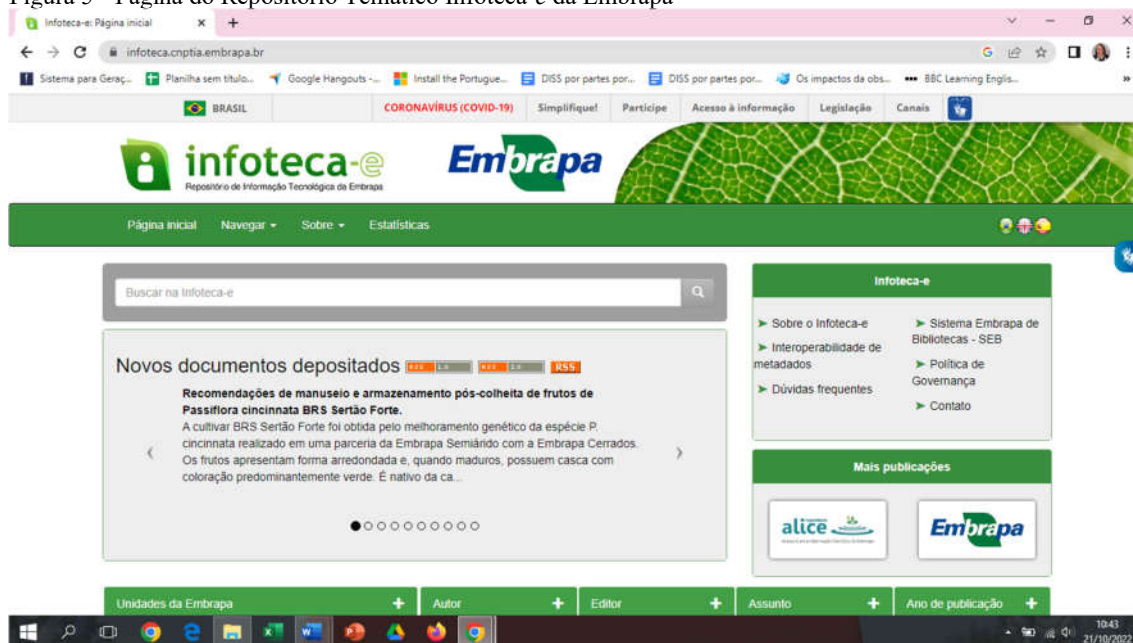 Figura 5 - Página do Repositório Temático Infoteca-e da Embrapa
Infoteca-e: Página inicial
infoteca.cnptia.embrapa.br
Sistema para Geraç... Planilha sem título... Google Hangouts -... Install the Portugue... DISS por partes por... DISS por partes por... Os impactos da obs... BBC Learning Englis...
BRASIL CORONAVÍRUS (COVID-19) Simplifique! Participe Acesso à informação Legislação Canais
infoteca-e
Repositório de Informação Tecnológica da Embrapa
Embrapa
Página inicial Navegar Sobre Estatísticas
Buscar na Infoteca-e
Infoteca-e
Sobre o Infoteca-e
Interoperabilidade de
metadados
Dúvidas frequentes
Sistema Embrapa de
Bibliotecas - SEB
Política de
Governança
Contato
Novos documentos depositados RSS 1.0 RSS 2.0 RSS
Recomendações de manuseio e armazenamento pós-colheita de frutos de
Passiflora cincinnata BRS Sertão Forte.
A cultivar BRS Sertão Forte foi obtida pelo melhoramento genético da espécie P.
cincinnata realizado em uma parceria da Embrapa Semiárido com a Embrapa Cerrados.
Os frutos apresentam forma arredondada e, quando maduros, possuem casca com
coloração predominantemente verde. É nativo da ca...
Mais publicações
alice
Embrapa
Unidades da Embrapa Autor Editor Assunto Ano de publicação
10:43
21/10/2022